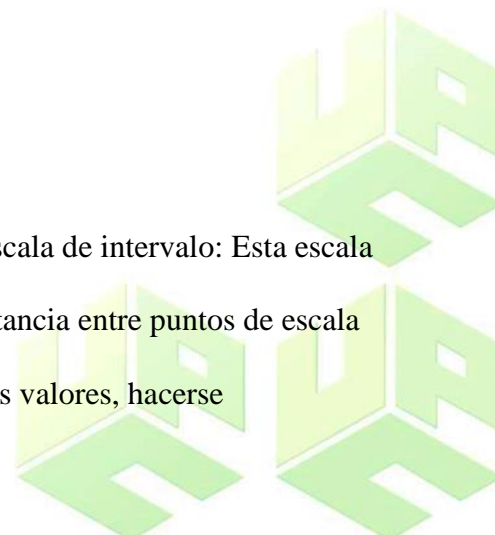 scala de intervalo: Esta escala
tancia entre puntos de escala
s valores, hacerse